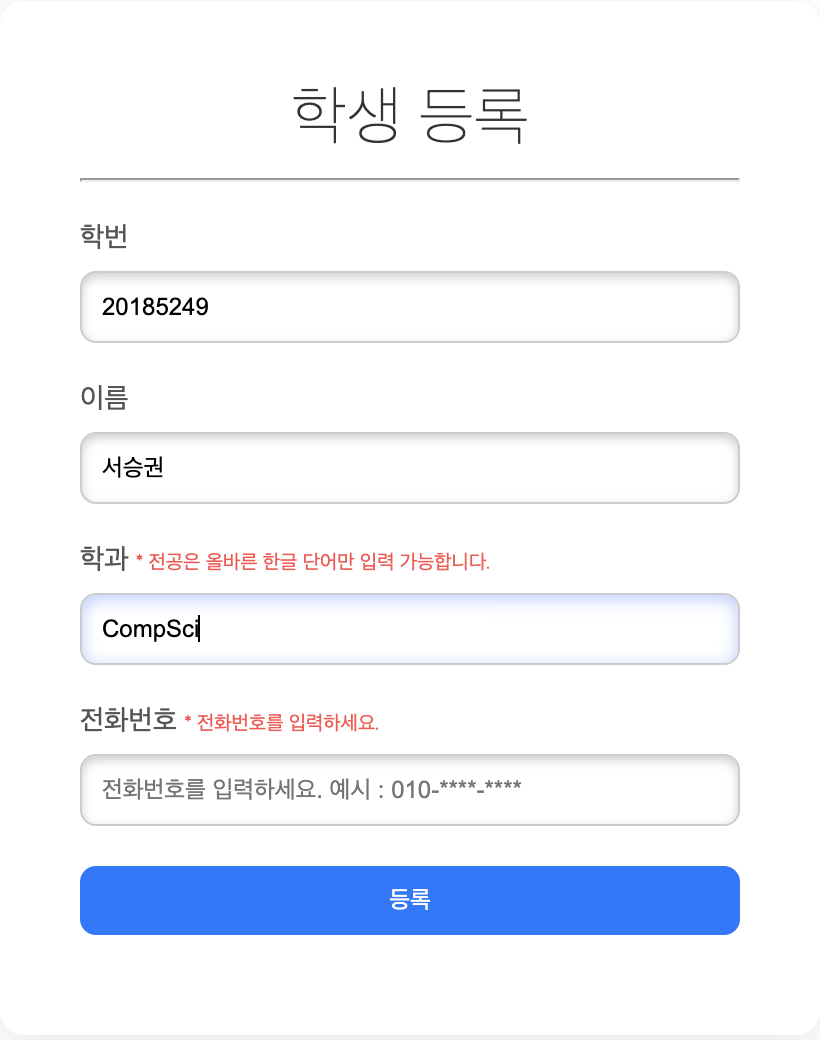 학생 등록
학번
20185249
이름
서승권
학과 * 전공은 올바른 한글 단어만 입력 가능합니다.
CompSci
전화번호 * 전화번호를 입력하세요.
전화번호를 입력하세요. 예시 : 010-****-****
등록